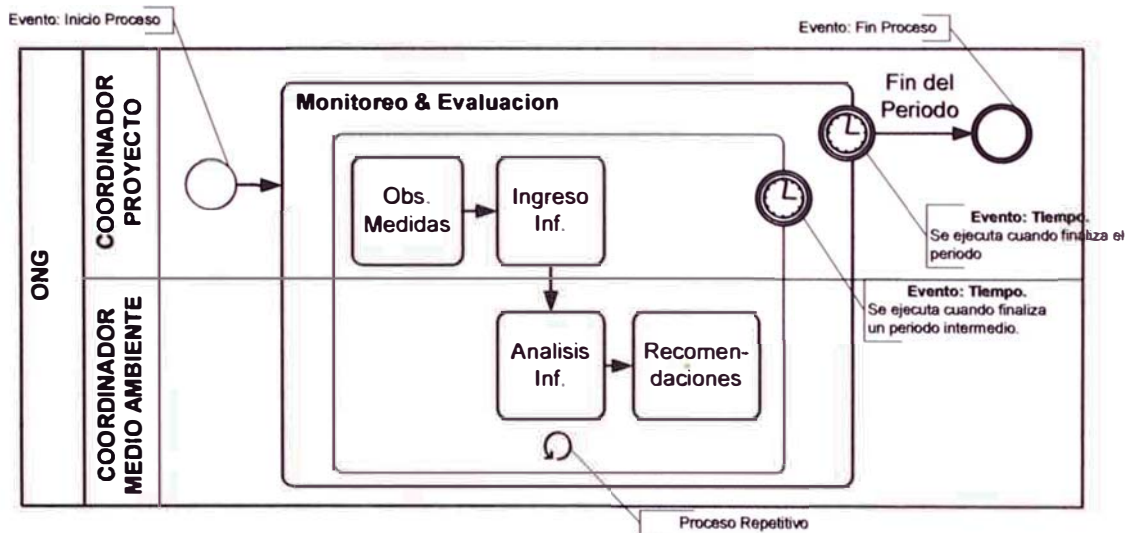 Evento: Inicio Proceso
Evento: Fin Proceso
ONG
COORDINADOR
PROYECTO
Monitoreo & Evaluacion
Fin del
Periodo
Obs.
Medidas
Ingreso
Inf.
Evento: Tiempo.
Se ejecuta cuando finaliza el
periodo
COORDINADOR
MEDIO AMBIENTE
Evento: Tiempo.
Se ejecuta cuando finaliza
un periodo intermedio.
Analisis
Inf.
Recomen-
daciones
Proceso Repetitivo